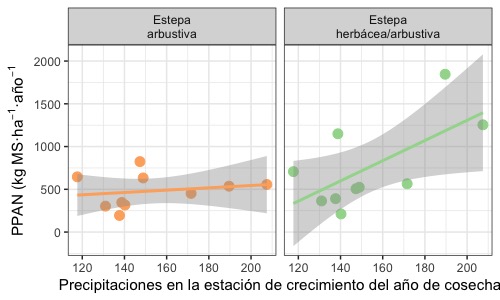 Estepa
arbustiva
Estepa
herbácea/arbustiva
PPAN (kg MS·ha⁻¹·año⁻¹
2000
1500
1000
500
0
120 140 160 180 200
120 140 160 180 200
Precipitaciones en la estación de crecimiento del año de cosecha